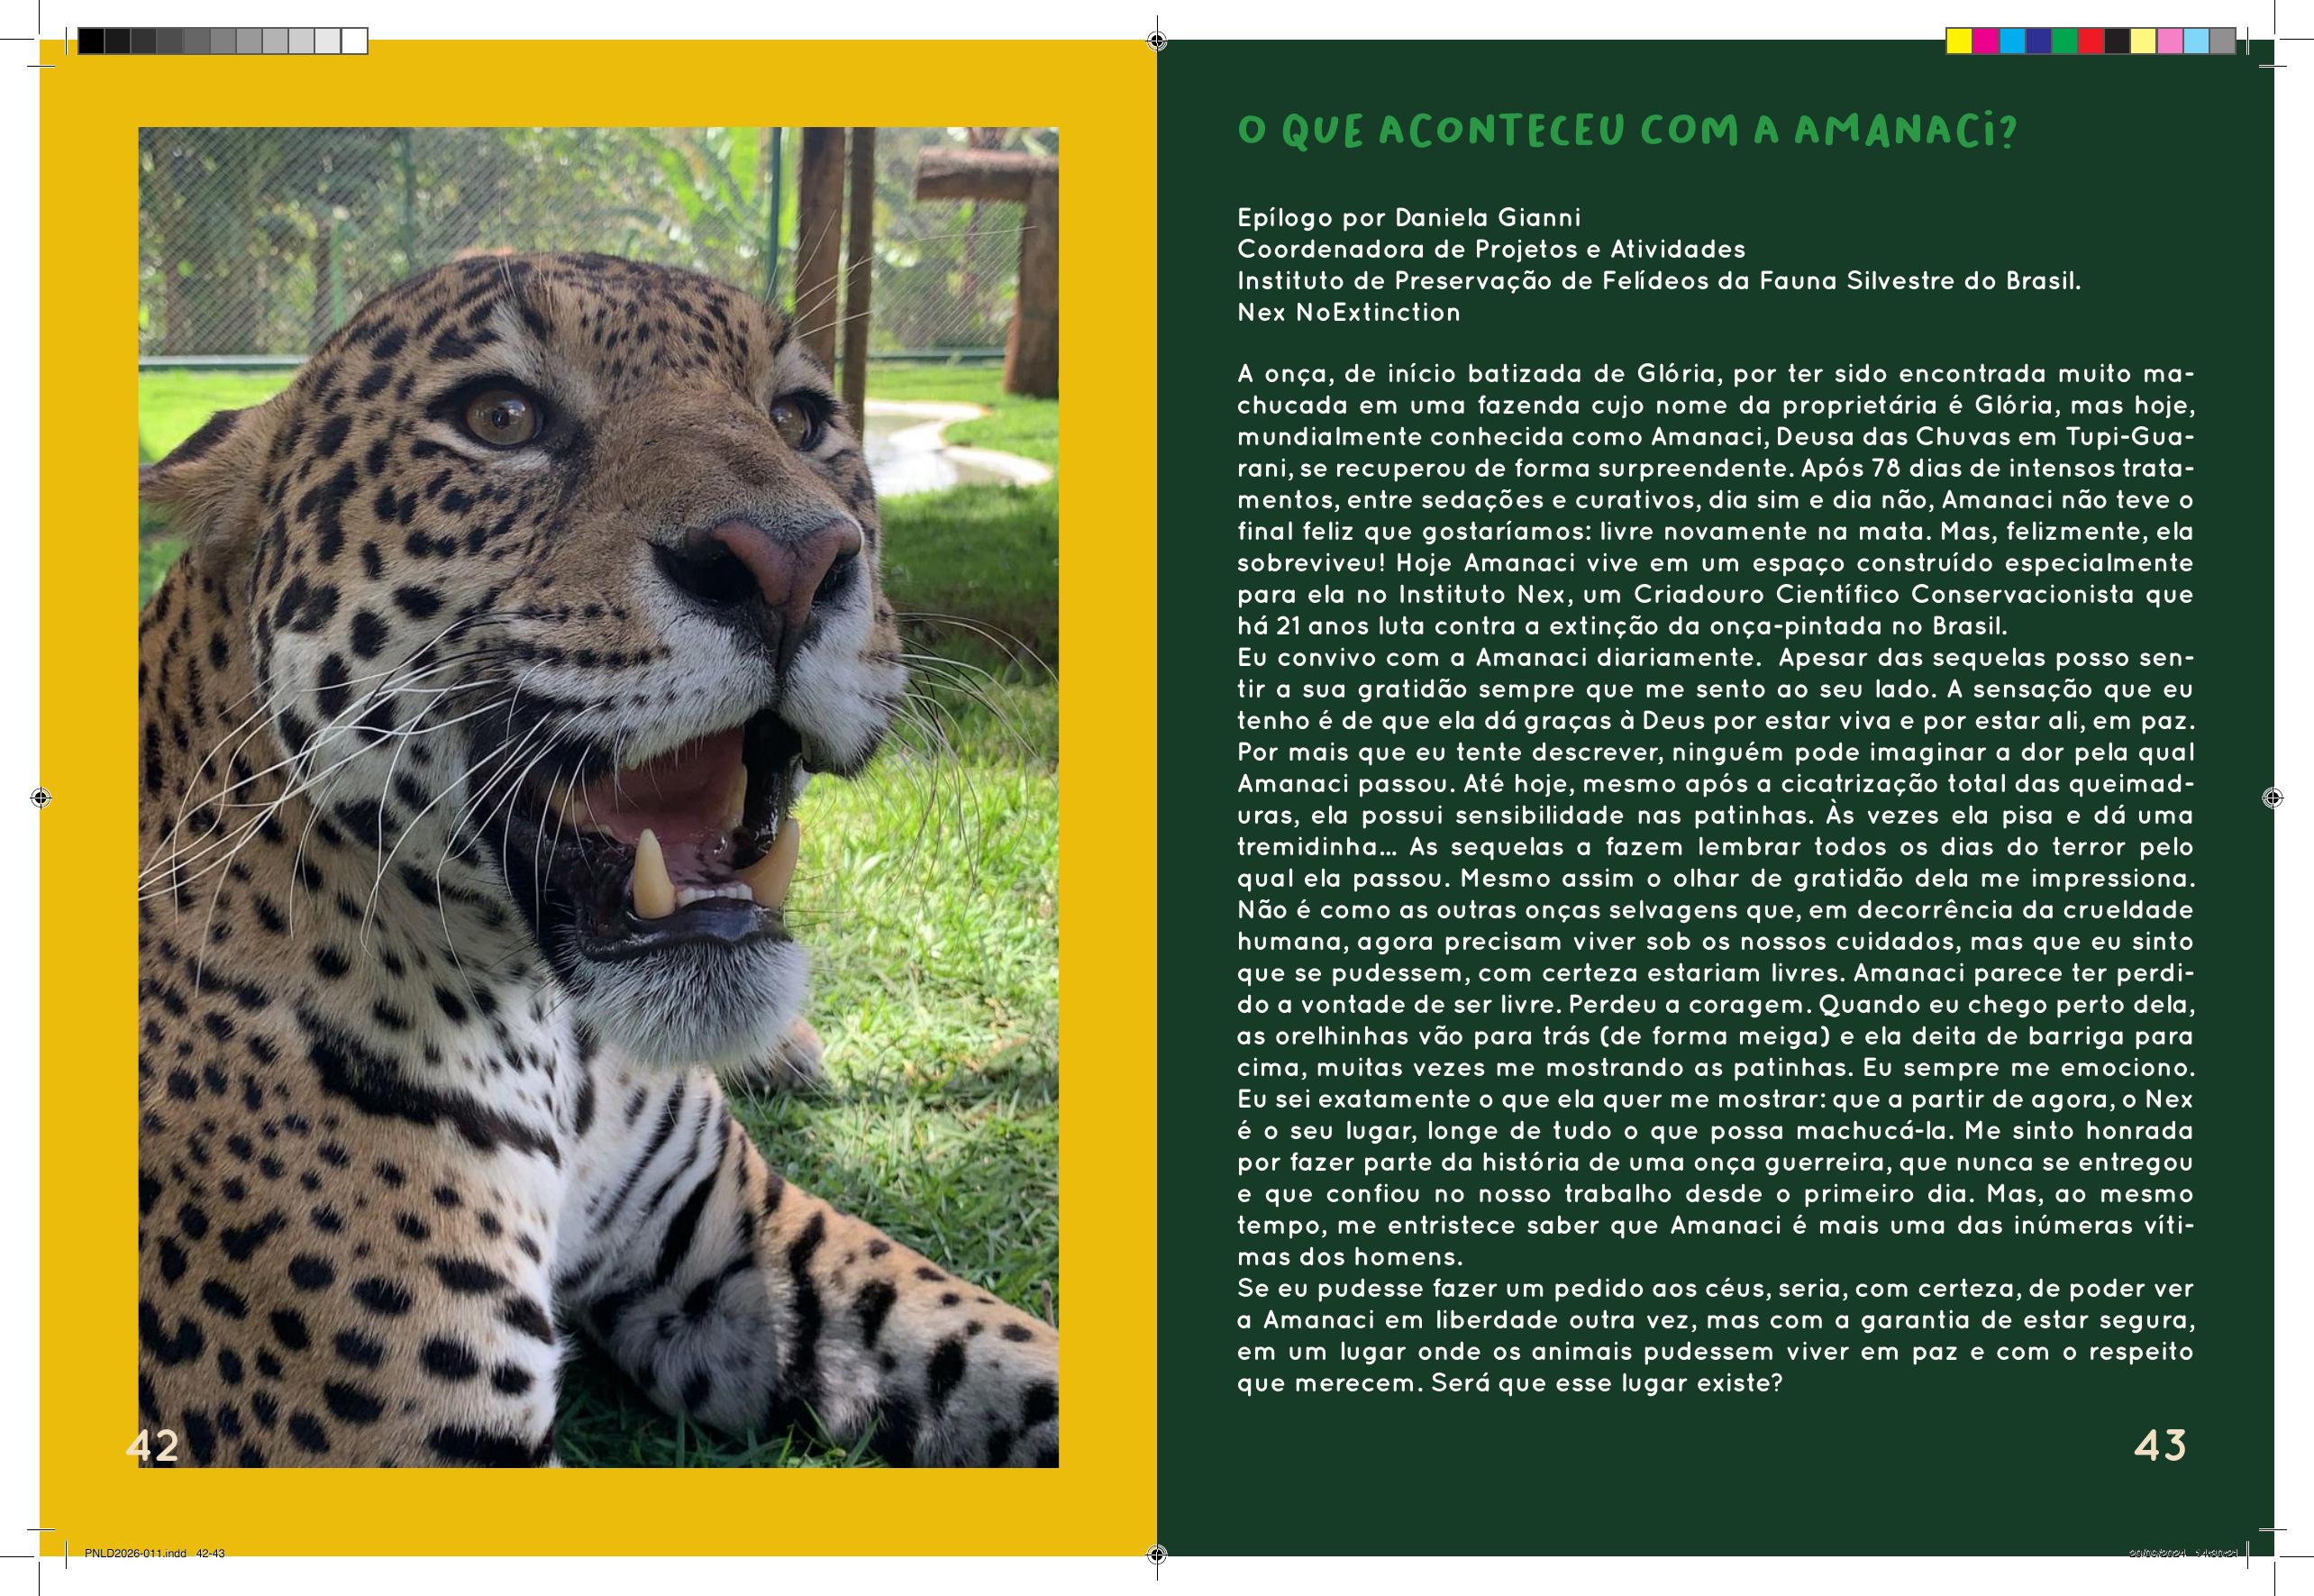 O QUE ACONTECEU COM A AMANACI?
Epílogo por Daniela Gianni
Coordenadora de Projetos e Atividades
Instituto de Preservação de Felídeos da Fauna Silvestre do Brasil.
Nex NoExtinction
A onça, de início batizada de Glória, por ter sido encontrada muito ma-
chucada em uma fazenda cujo nome da proprietária é Glória, mas hoje,
mundialmente conhecida como Amanaci, Deusa das Chuvas em Tupi-Gua-
rani, se recuperou de forma surpreendente. Após 78 dias de intensos trata-
mentos, entre sedações e curativos, dia sim e dia não, Amanaci não teve o
final feliz que gostaríamos: livre novamente na mata. Mas, felizmente, ela
sobreviveu! Hoje Amanaci vive em um espaço construído especialmente
para ela no Instituto Nex, um Criadouro Científico Conservacionista que
há 21 anos luta contra a extinção da onça-pintada no Brasil.
Eu convivo com a Amanaci diariamente. Apesar das sequelas posso sen-
tir a sua gratidão sempre que me sento ao seu lado. A sensação que eu
tenho é de que ela dá graças à Deus por estar viva e por estar ali, em paz.
Por mais que eu tente descrever, ninguém pode imaginar a dor pela qual
Amanaci passou. Até hoje, mesmo após a cicatrização total das queimad-
uras, ela possui sensibilidade nas patinhas. Às vezes ela pisa e dá uma
tremidinha... As sequelas a fazem lembrar todos os dias do terror pelo
qual ela passou. Mesmo assim o olhar de gratidão dela me impressiona.
Não é como as outras onças selvagens que, em decorrência da crueldade
humana, agora precisam viver sob os nossos cuidados, mas que eu sinto
que se pudessem, com certeza estariam livres. Amanaci parece ter perdi-
do a vontade de ser livre. Perdeu a coragem. Quando eu chego perto dela,
as orelhinhas vão para trás (de forma meiga) e ela deita de barriga para
cima, muitas vezes me mostrando as patinhas. Eu sempre me emociono.
Eu sei exatamente o que ela quer me mostrar: que a partir de agora, o Nex
é o seu lugar, longe de tudo o que possa machucá-la. Me sinto honrada
por fazer parte da história de uma onça guerreira, que nunca se entregou
e que confiou no nosso trabalho desde o primeiro dia. Mas, ao mesmo
tempo, me entristece saber que Amanaci é mais uma das inúmeras víti-
mas dos homens.
Se eu pudesse fazer um pedido aos céus, seria, com certeza, de poder ver
a Amanaci em liberdade outra vez, mas com a garantia de estar segura,
em um lugar onde os animais pudessem viver em paz e com o respeito
que merecem. Será que esse lugar existe?
42
43
PNLD2026-011.indd 42-43